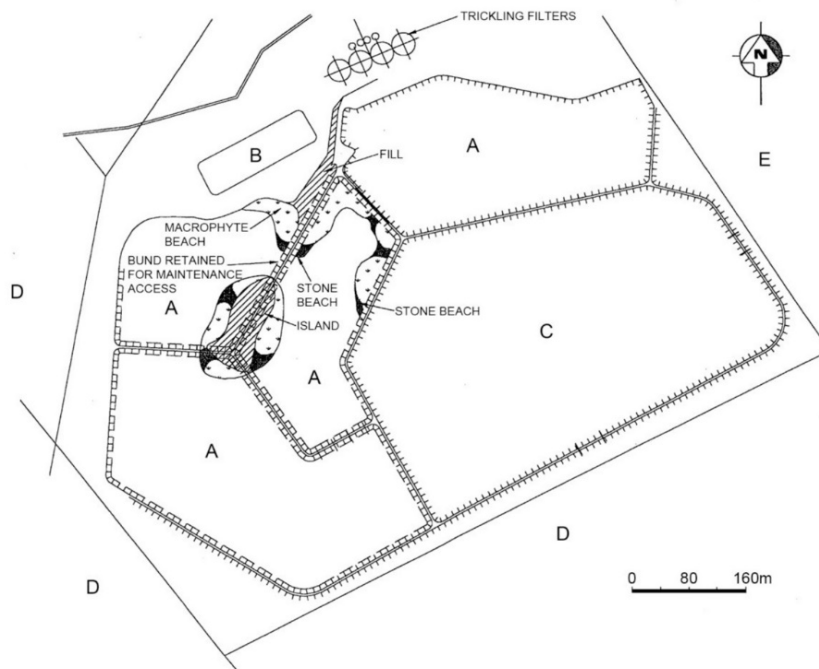 TRICKLING FILTERS
N
A
B
E
FILL
MACROPHYTE
BEACH
BUND RETAINED
FOR MAINTENANCE
ACCESS
STONE
BEACH
STONE BEACH
ISLAND
D
A
C
A
A
D
D
0 80 160m